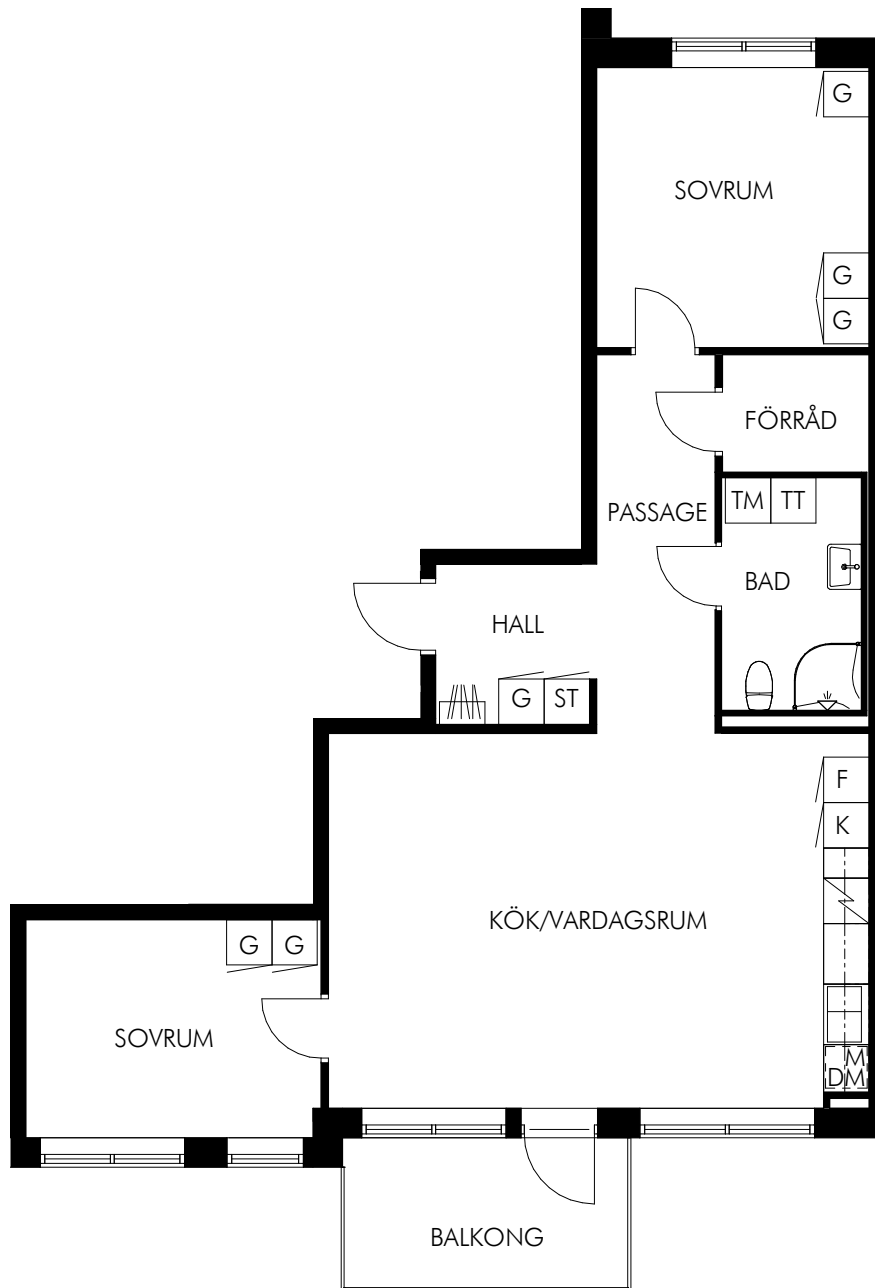 G
SOVRUM
G
G
FÖRRÅD
TM TT
PASSAGE
BAD
HALL
G ST
F
K
KÖK/VARDAGSRUM
G G
SOVRUM
M
DM
BALKONG